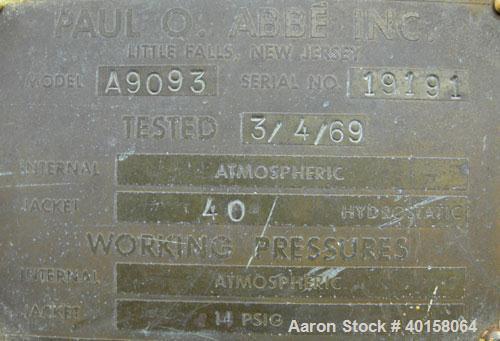 PAUL O. ABBÉ INC.
LITTLE FALLS, NEW JERSEY
MODEL A9093 SERIAL NO. 19191
TESTED 3/4/69
INTERNAL ATMOSPHERIC
JACKET 40 HYDROSTATIC
WORKING PRESSURES
INTERNAL ATMOSPHERIC
JACKET 14 PSIG
Aaron Stock # 40158064